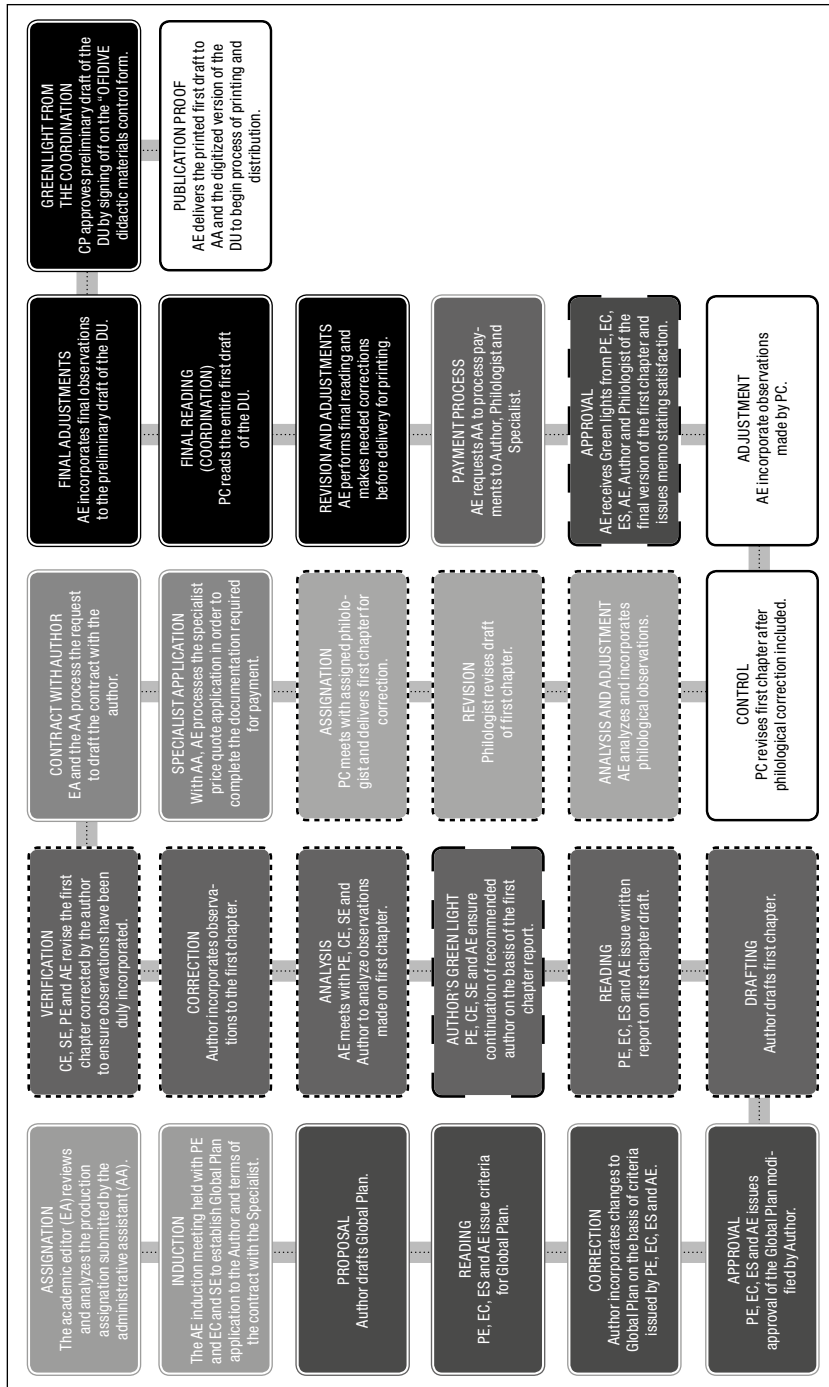 ASSIGNATION
The academic editor (EA) reviews
and analyzes the production
assignation submitted by the
administrative assistant (AA).
INDUCTION
The AE induction meeting held with PE
and EC and SE to establish Global Plan
application to the Author and terms of
the contract with the Specialist.
PROPOSAL
Author drafts Global Plan.
READING
PE, EC, ES and AE issue criteria
for Global Plan.
CORRECTION
Author incorporates changes to
Global Plan on the basis of criteria
issued by PE, EC, ES and AE.
APPROVAL
PE, EC, ES and AE issues
approval of the Global Plan modi-
fied by Author.
DRAFTING
Author drafts first chapter.
READING
PE, EC, ES and AE issue written
report on first chapter draft.
AUTHOR'S GREEN LIGHT
PE, CE, SE and AE ensure
continuation of recommended
author on the basis of the first
chapter report.
ANALYSIS
AE meets with PE, CE, SE and
Author to analyze observations
made on first chapter.
CORRECTION
Author incorporates observa-
tions to the first chapter.
VERIFICATION
CE, SE, PE and AE revise the first
chapter corrected by the author
to ensure observations have been
duly incorporated.
CONTRACT WITH AUTHOR
EA and the AA process the request
to draft the contract with the
author.
SPECIALIST APPLICATION
With AA, AE processes the specialist
price quote application in order to
complete the documentation required
for payment.
ASSIGNATION
PC meets with assigned philolo-
gist and delivers first chapter for
correction.
REVISION
Philologist revises draft
of first chapter.
ANALYSIS AND ADJUSTMENT
AE analyzes and incorporates
philological observations.
CONTROL
PC revises first chapter after
philological correction included.
ADJUSTMENT
AE incorporate observations
made by PC.
APPROVAL
AE receives Green lights from PE, EC,
ES, AE, Author and Philologist of the
final version of the first chapter and
issues memo stating satisfaction.
PAYMENT PROCESS
AE requests AA to process pay-
ments to Author, Philologist and
Specialist.
REVISION AND ADJUSTMENTS
AE performs final reading and
makes needed corrections
before delivery for printing.
FINAL READING
(COORDINATION)
PC reads the entire first draft
of the DU.
FINAL ADJUSTMENTS
AE incorporates final observations
to the preliminary draft of the DU.
GREEN LIGHT FROM
THE COORDINATION
CP approves preliminary draft of the
DU by signing off on the "OFIDIVE
didactic materials control form.
PUBLICATION PROOF
AE delivers the printed first draft to
AA and the digitized version of the
DU to begin process of printing and
distribution.